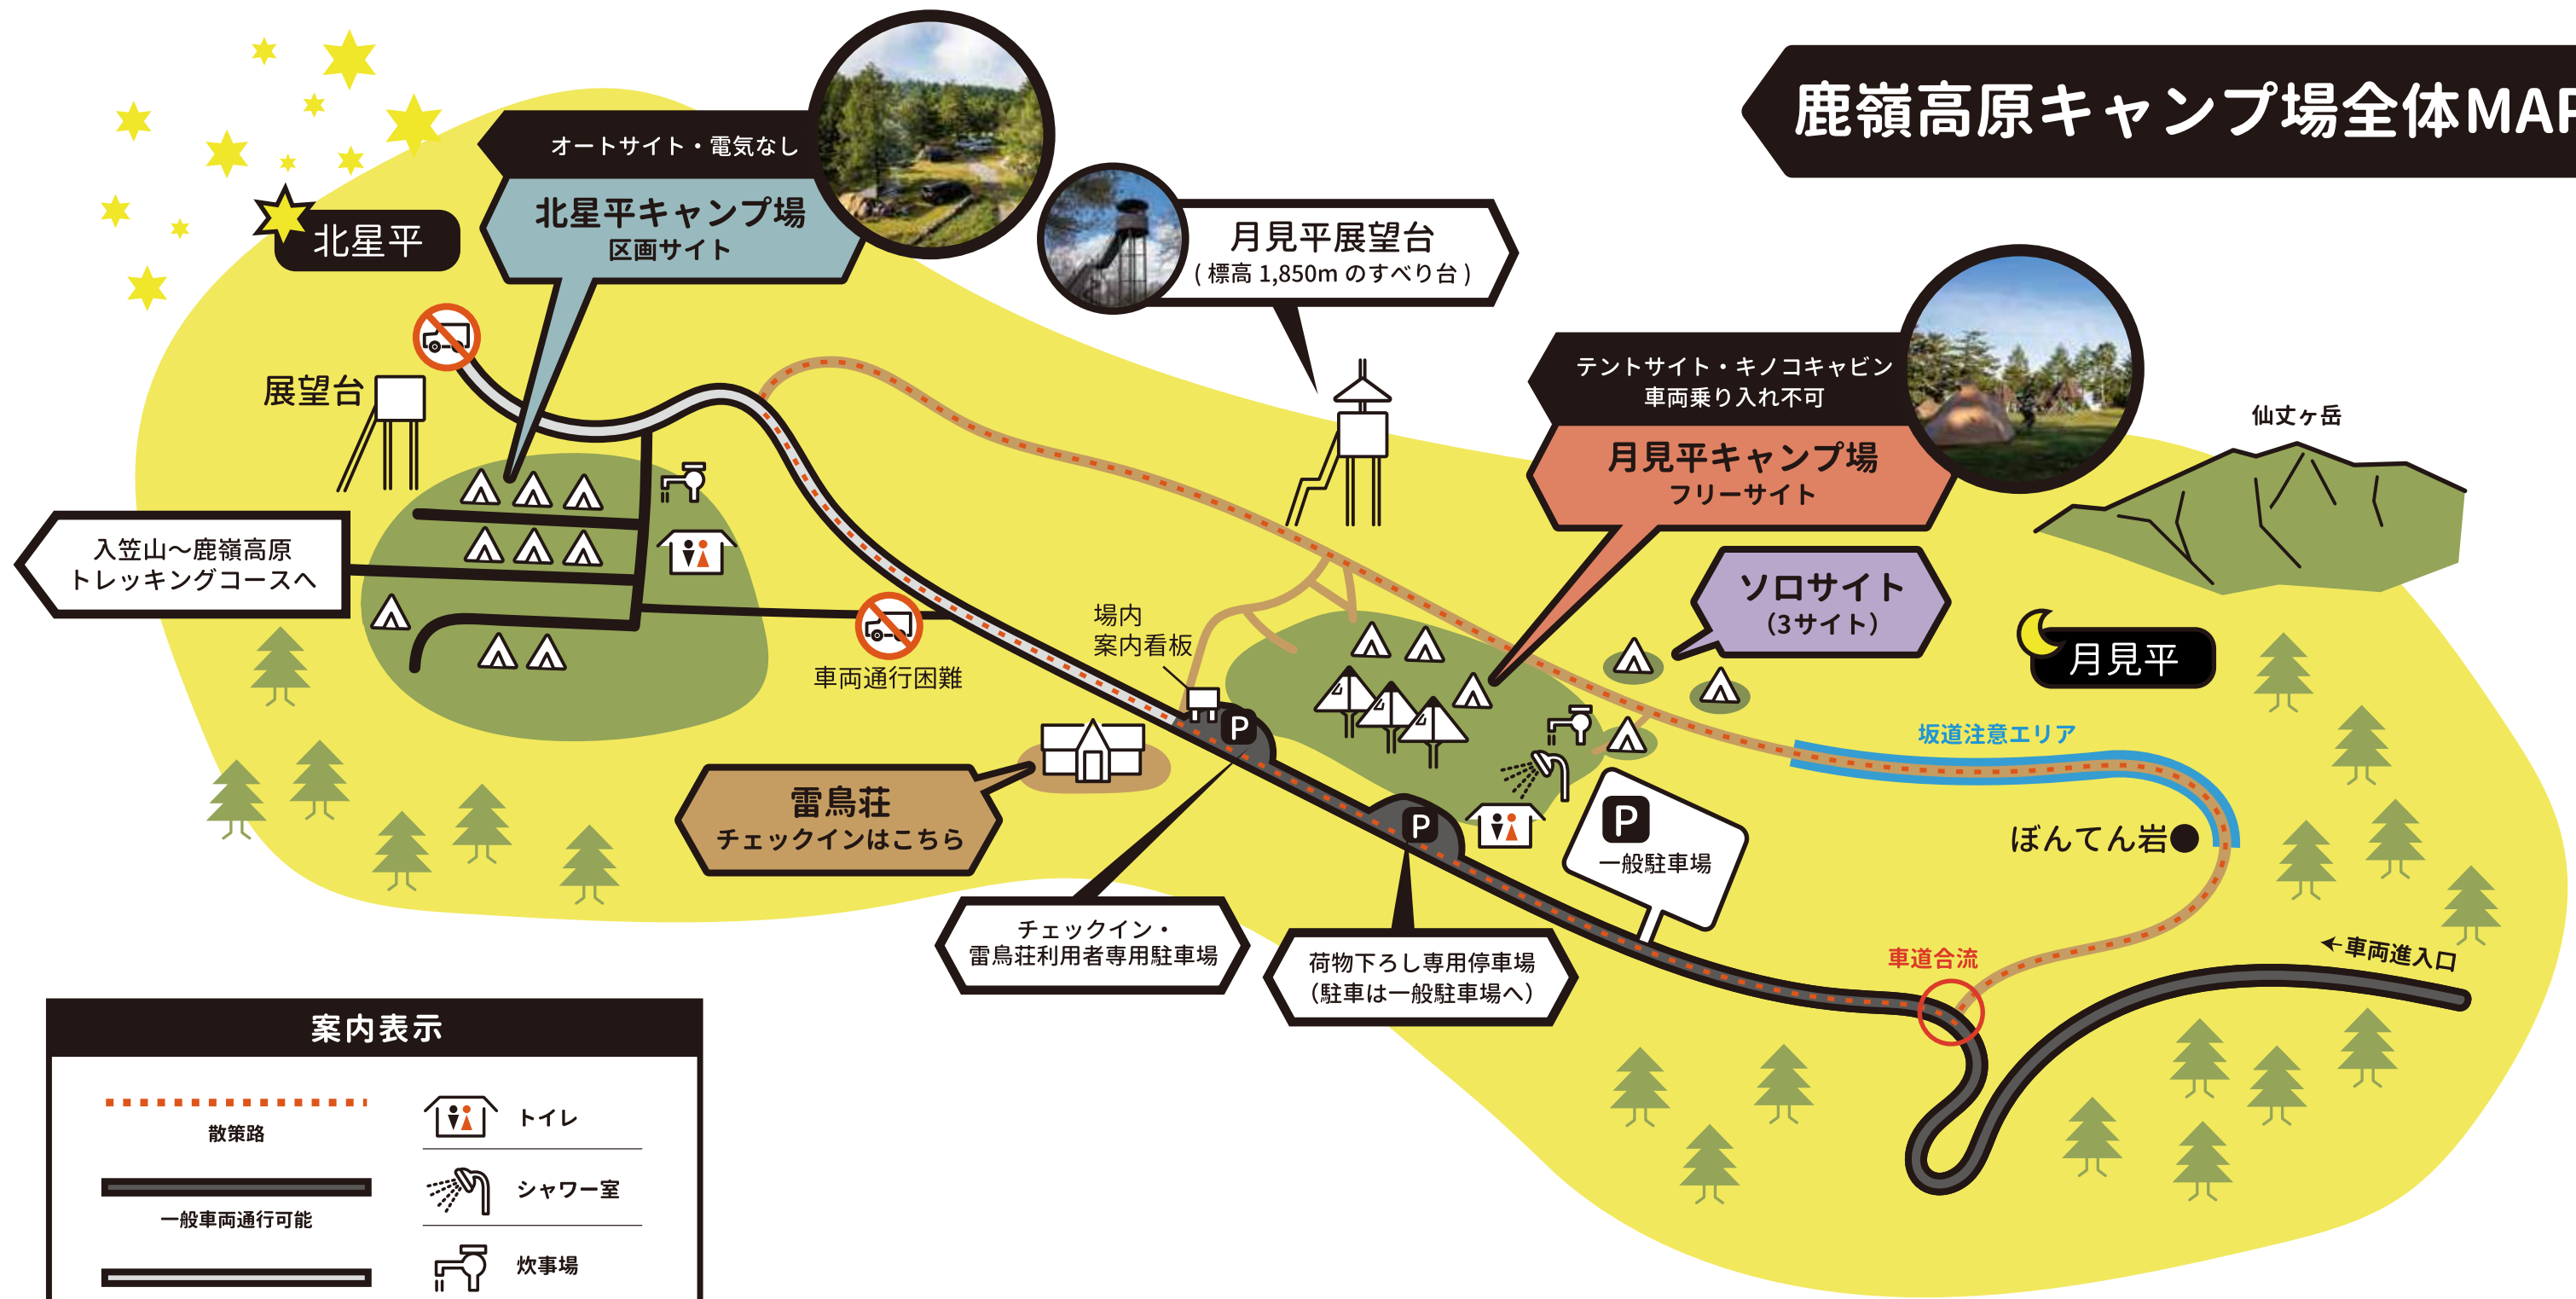 鹿嶺高原キャンプ場全体MAP
オートサイト・電気なし
北星平キャンプ場
区画サイト
北星平
月見平展望台
( 標高 1,850m のすべり台 )
テントサイト・キノコキャビン
車両乗り入れ不可
月見平キャンプ場
フリーサイト
仙丈ヶ岳
展望台
入笠山〜鹿嶺高原
トレッキングコースへ
ソロサイト
（3サイト）
場内
案内看板
月見平
車両通行困難
P
坂道注意エリア
雷鳥荘
チェックインはこちら
P
P
一般駐車場
ぼんてん岩
チェックイン・
雷鳥荘利用者専用駐車場
荷物下ろし専用停車場
（駐車は一般駐車場へ）
車道合流
←車両進入口
案内表示
散策路
トイレ
一般車両通行可能
シャワー室
炊事場